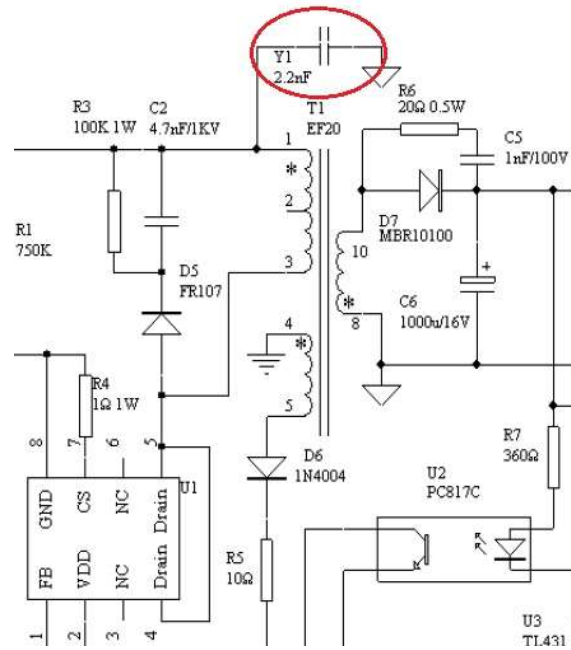 Y1
2.2nF
R3
100K 1W
C2
4.7nF/1KV
T1
EF20
R6
20Ω 0.5W
C5
1nF/100V
1
*
2
3
R1
750K
D5
FR107
D7
MBR10100
10
*
8
+
C6
1000u/16V
4
*
5
R4
1Ω 1W
8
7
6
5
GND
CS
NC
Drain
U1
FB
VDD
NC
Drain
1
2
3
4
D6
1N4004
R5
10Ω
R7
360Ω
U2
PC817C
U3
TL431